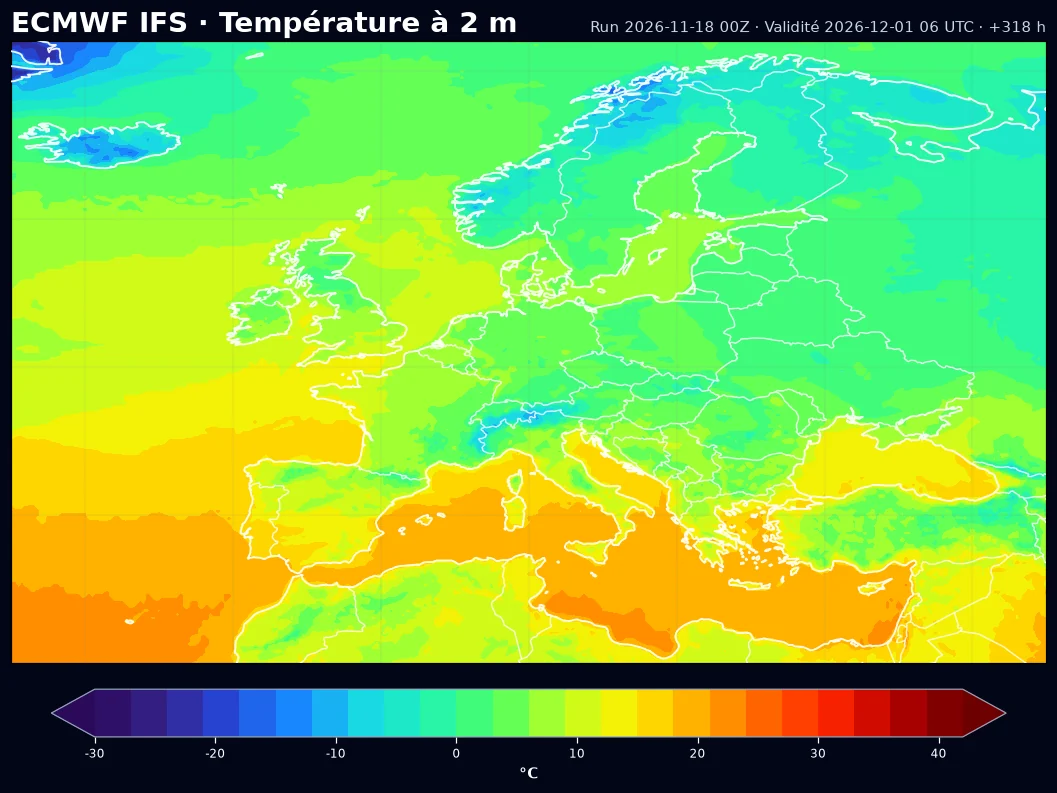 ECMWF IFS · Température à 2 m
Run 2026-11-18 00Z · Validité 2026-12-01 06 UTC · +318 h
-30 -20 -10 0 10 20 30 40
°C